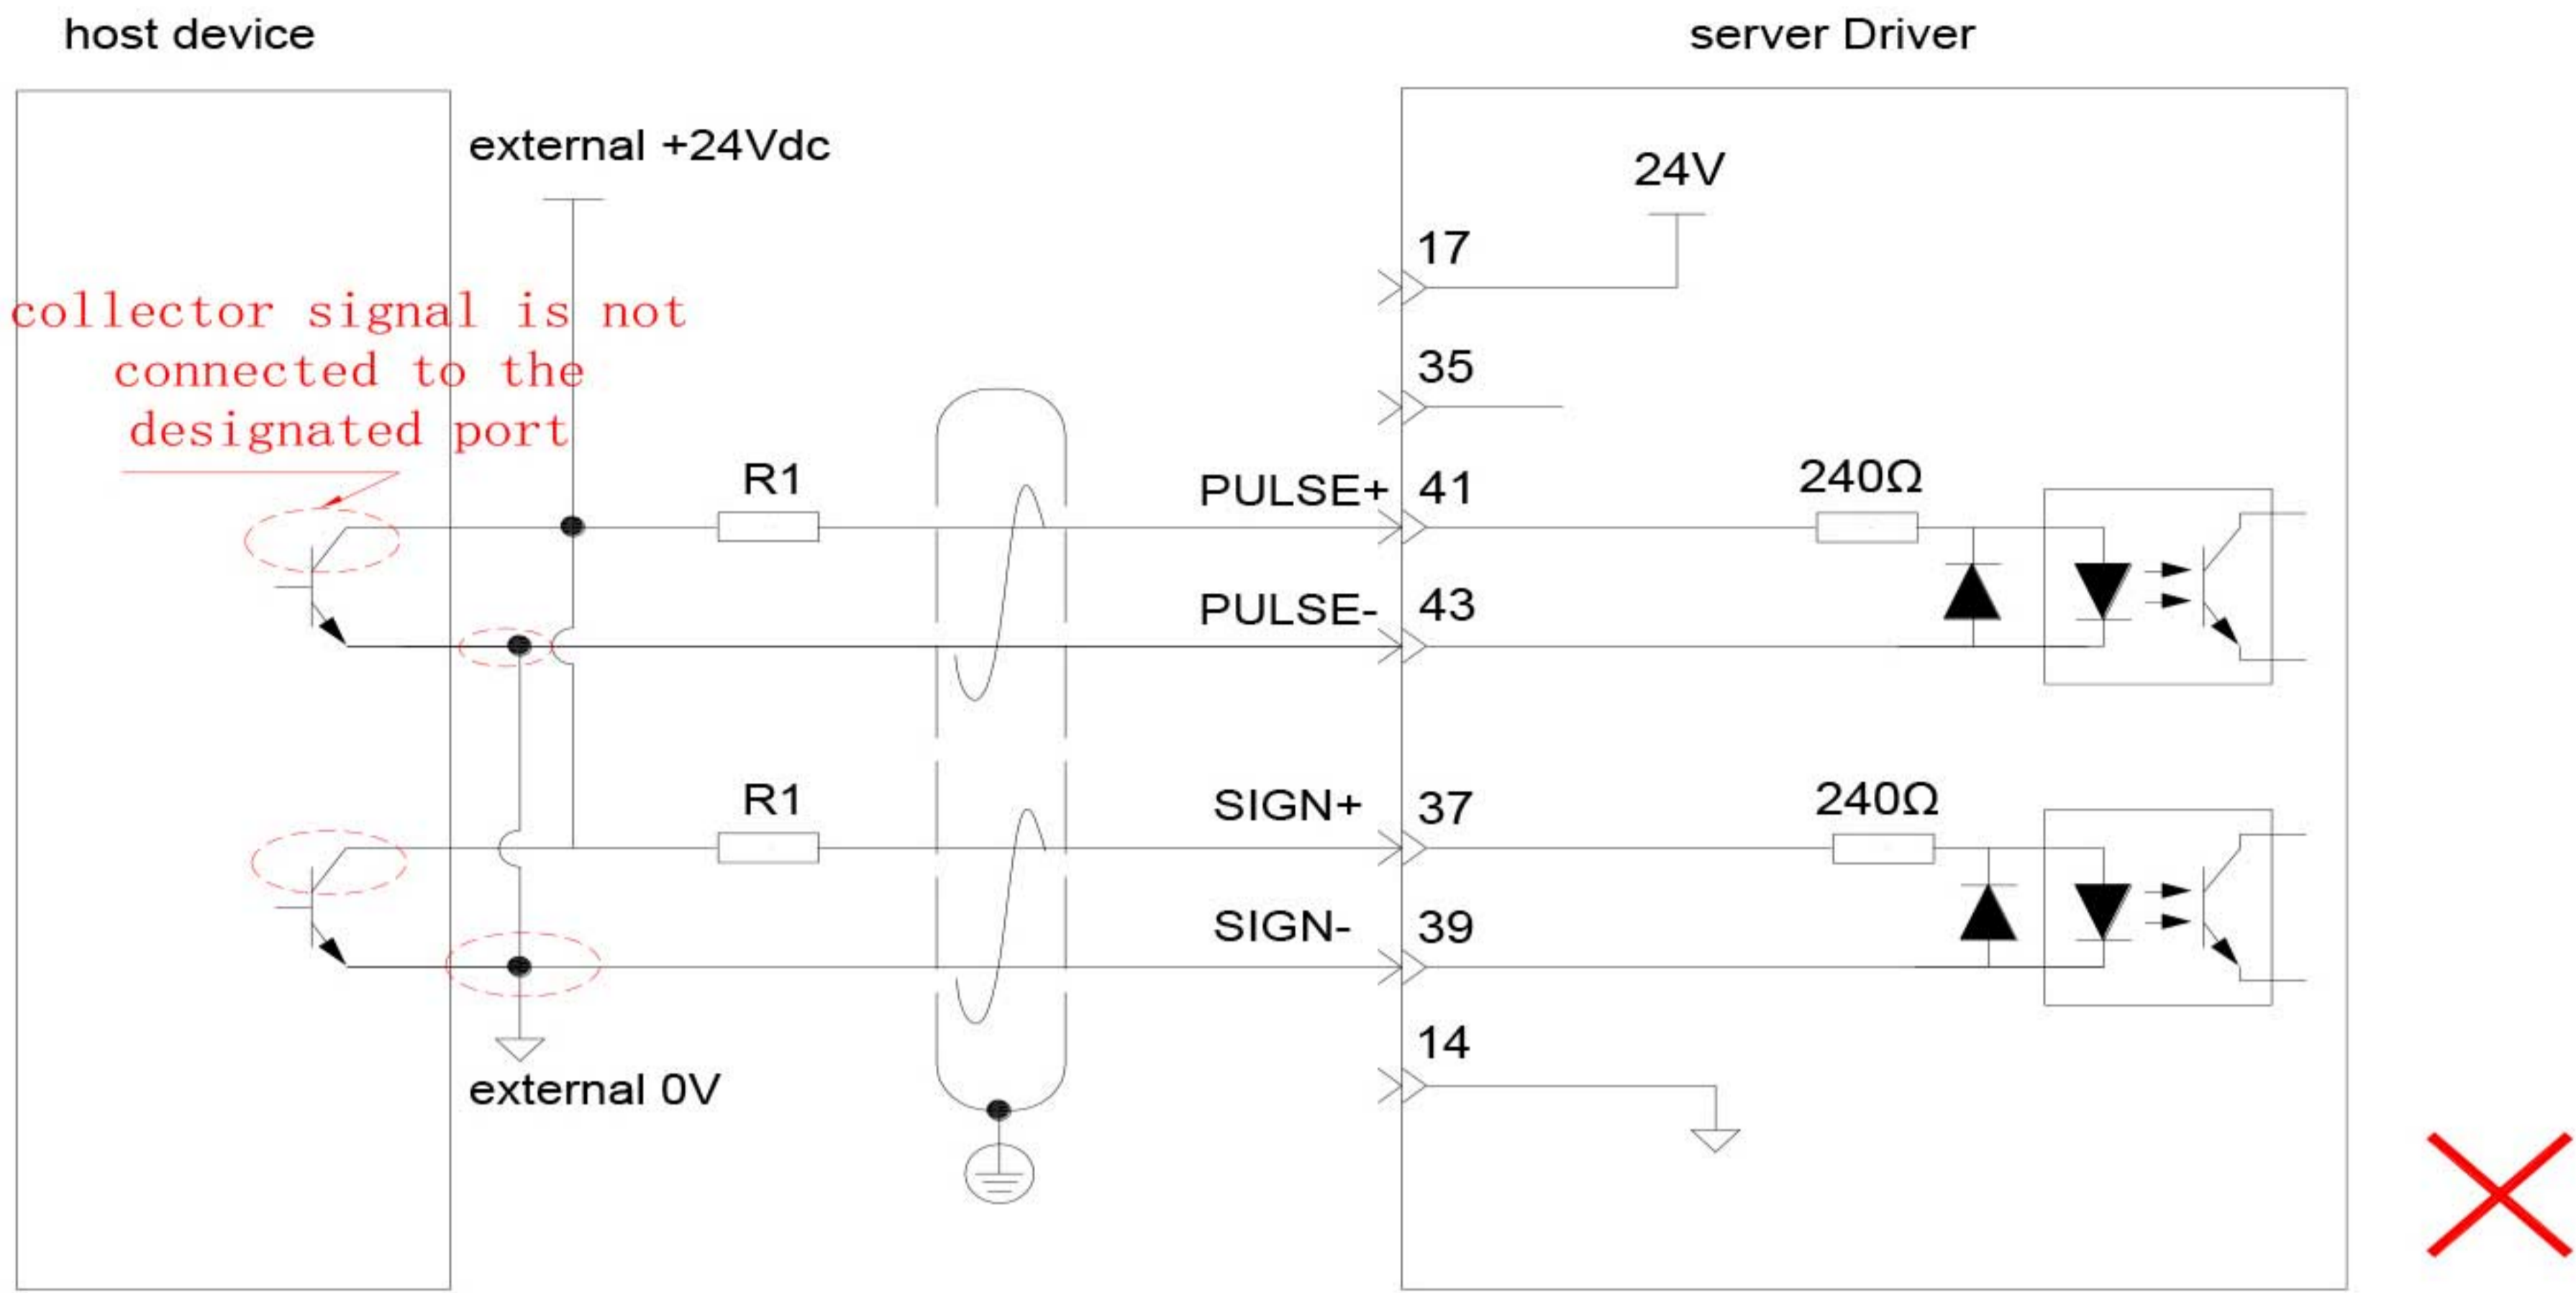 host device
server Driver
external +24Vdc
24V
17
collector signal is not
connected to the
designated port
35
R1
PULSE+
41
240Ω
PULSE-
43
R1
SIGN+
37
240Ω
SIGN-
39
14
external 0V